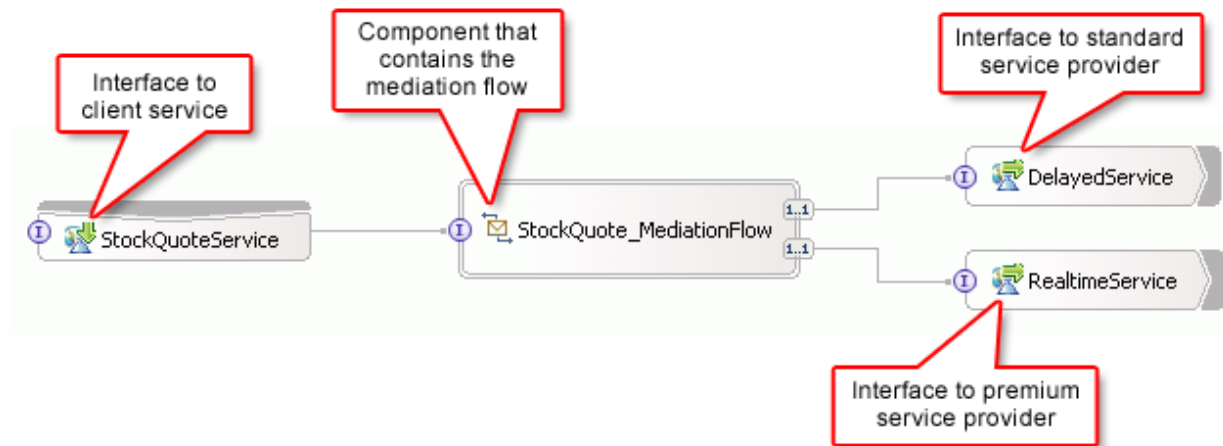 Component that
contains the
mediation flow
Interface to standard
service provider
Interface to
client service
I
StockQuoteService
I
StockQuote_MediationFlow
1..1
1..1
I
DelayedService
I
RealtimeService
Interface to premium
service provider